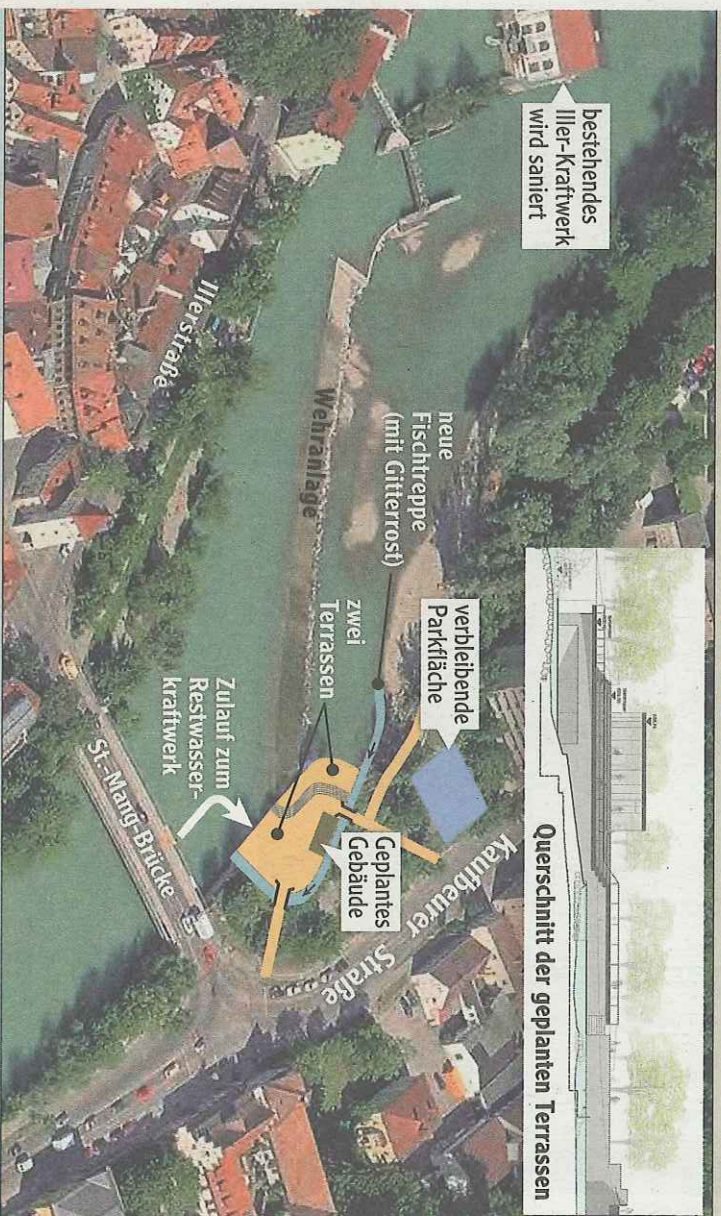 bestehendes
Iller-Kraftwerk
wird saniert
Illerstraße
Wehranlage
neue
Fischtreppe
(mit Gitterrost)
zwei
Terrassen
verbleibende
Parkfläche
Zulauf zum
Restwasser-
kraftwerk
St.-Mang-Brücke
Geplantes
Gebäude
Kaufbeurer Straße
Querschnitt der geplanten Terrassen